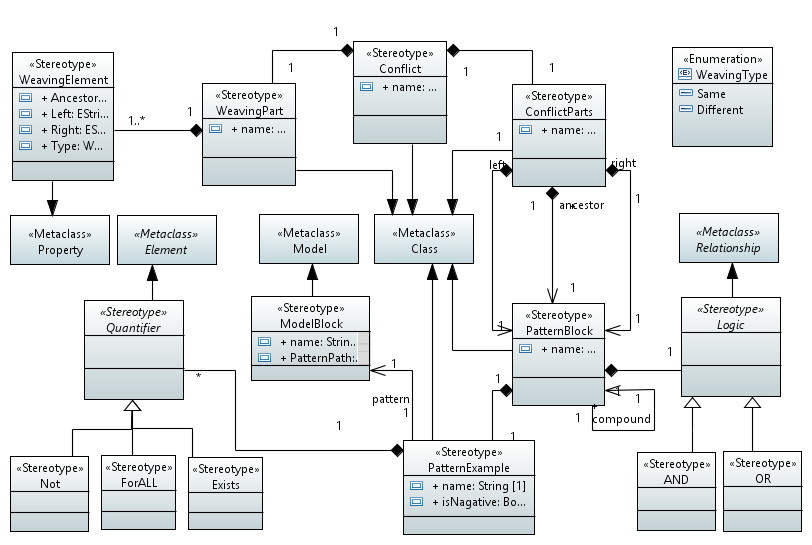 «Stereotype»
WeavingElement
+ Ancestor...
+ Left: EStri...
+ Right: ES...
+ Type: W...
1..*
1
«Stereotype»
WeavingPart
+ name: ...
1
1
«Stereotype»
Conflict
+ name: ...
1
1
«Stereotype»
ConflictParts
+ name: ...
«Enumeration»
WeavingType
Same
Different
1
left
right
1
ancestor
1
1
1
1
«Metaclass»
Property
«Metaclass»
Element
«Metaclass»
Model
«Metaclass»
Class
«Metaclass»
Relationship
«Stereotype»
Quantifier
«Stereotype»
ModelBlock
+ name: Strin...
+ PatternPath:...
«Stereotype»
PatternBlock
+ name: ...
«Stereotype»
Logic
1
*
1
pattern
1
1
1
1
1
compound
1
1
«Stereotype»
Not
«Stereotype»
ForALL
«Stereotype»
Exists
«Stereotype»
PatternExample
+ name: String [1]
+ isNagative: Bo...
«Stereotype»
AND
«Stereotype»
OR